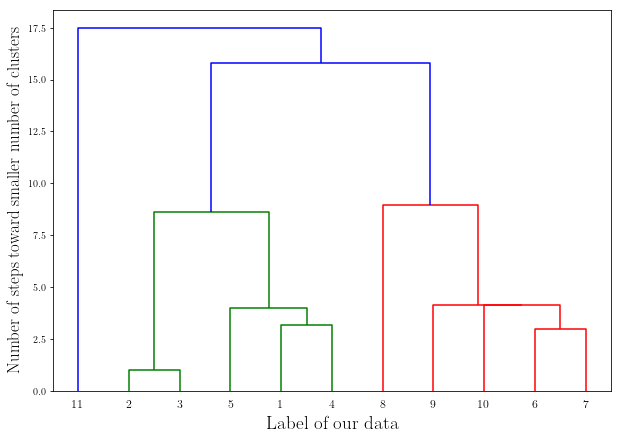 Number of steps toward smaller number of clusters
17.5
15.0
12.5
10.0
7.5
5.0
2.5
0.0
11 2 3 5 1 4 8 9 10 6 7
Label of our data